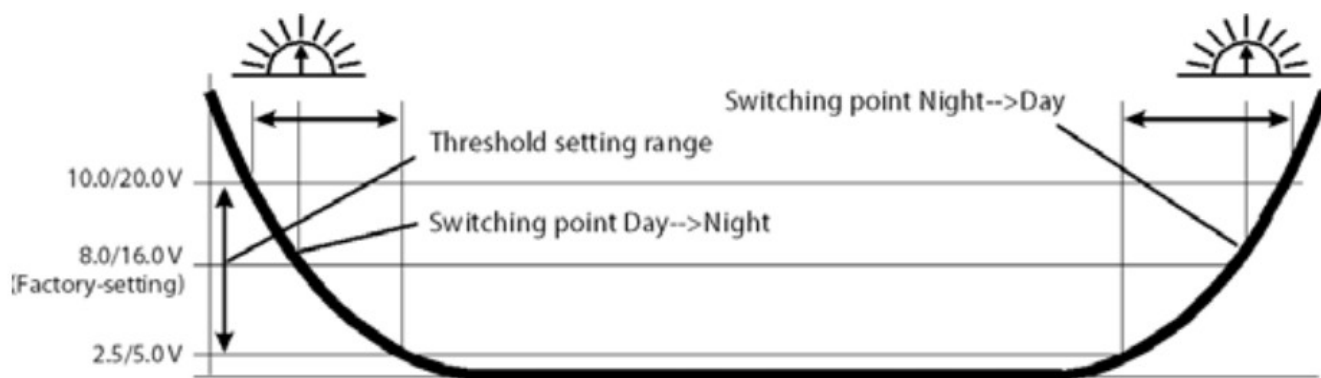 Switching point Night-->Day
Threshold setting range
10.0/20.0 V
Switching point Day-->Night
8.0/16.0 V
(Factory-setting)
2.5/5.0 V